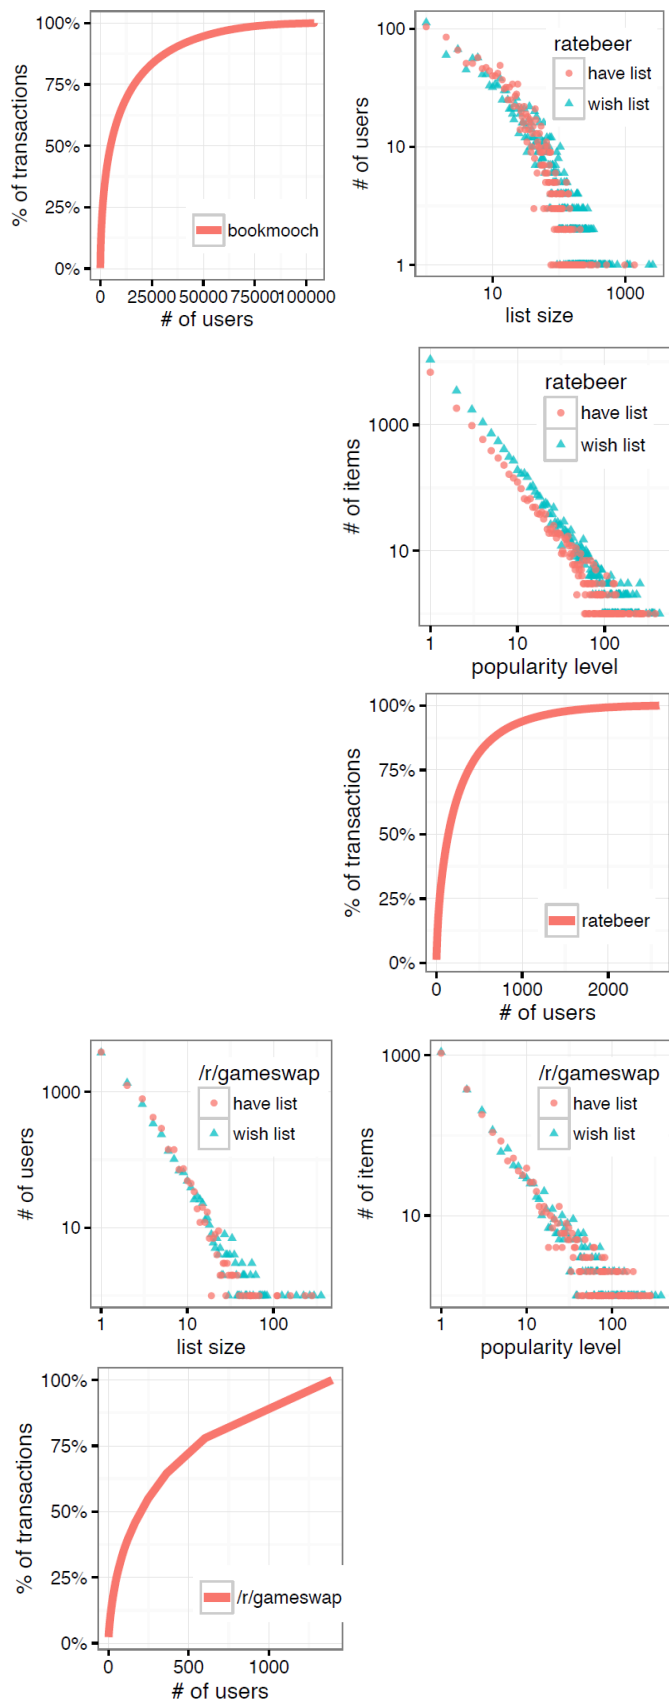 100%
75%
50%
25%
0%
% of transactions
bookmooch
0 25000 50000 75000 100000
# of users
100
10
1
# of users
ratebeer
have list
wish list
10 1000
list size
1000
10
# of items
ratebeer
have list
wish list
1 10 100
popularity level
100%
75%
50%
25%
0%
% of transactions
ratebeer
0 1000 2000
# of users
1000
10
# of users
/r/gameswap
have list
wish list
1 10 100
list size
1000
10
# of items
/r/gameswap
have list
wish list
1 10 100
popularity level
100%
75%
50%
25%
0%
% of transactions
/r/gameswap
0 500 1000
# of users